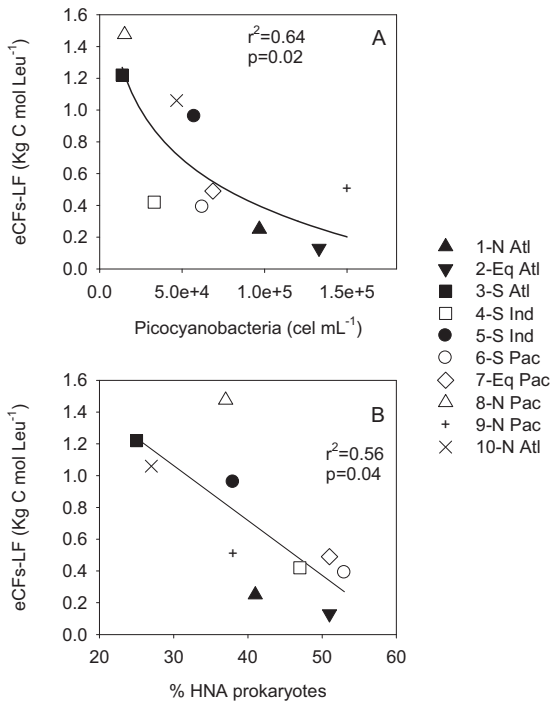 1.6
1.4
1.2
1.0
0.8
0.6
0.4
0.2
0.0
eCFs-LF (Kg C mol Leu⁻¹)
r²=0.64
p=0.02
A
0.0
5.0e+4
1.0e+5
1.5e+5
Picocyanobacteria (cel mL⁻¹)
1-N Atl
2-Eq Atl
3-S Atl
4-S Ind
5-S Ind
6-S Pac
7-Eq Pac
8-N Pac
9-N Pac
10-N Atl
1.6
1.4
1.2
1.0
0.8
0.6
0.4
0.2
0.0
eCFs-LF (Kg C mol Leu⁻¹)
B
r²=0.56
p=0.04
20
30
40
50
60
% HNA prokaryotes